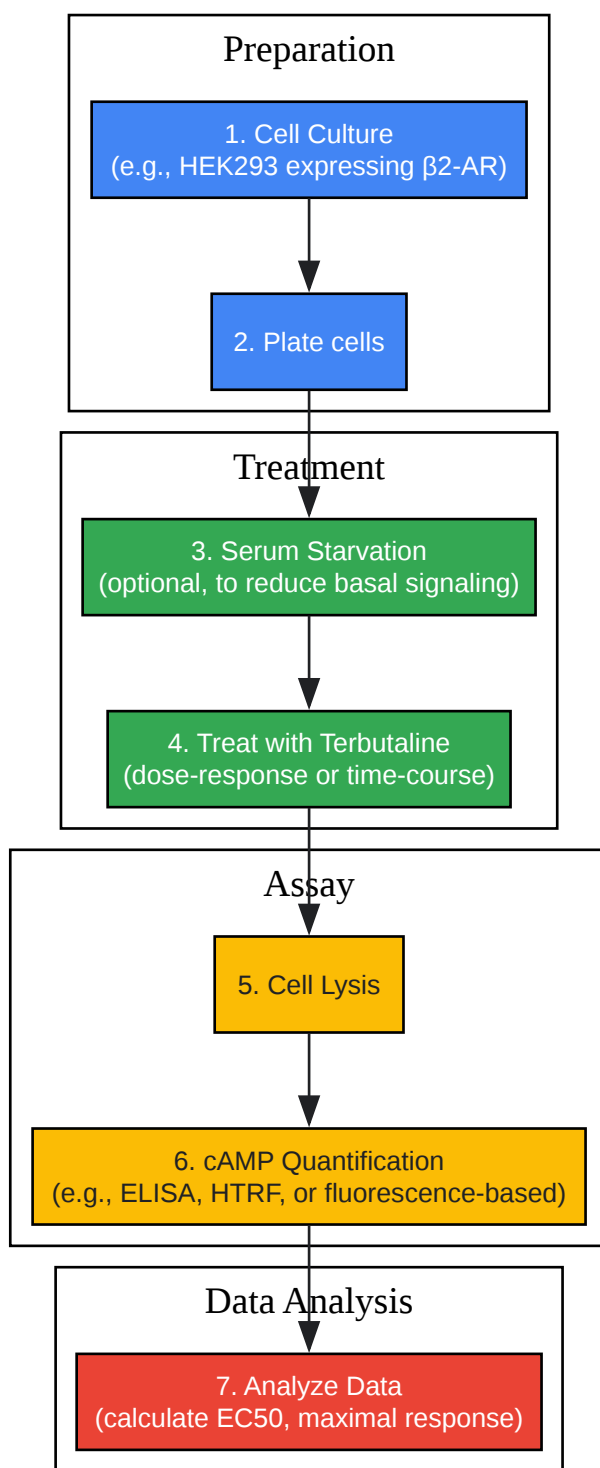 Preparation
1. Cell Culture
(e.g., HEK293 expressing β2-AR)
2. Plate cells
Treatment
3. Serum Starvation
(optional, to reduce basal signaling)
4. Treat with Terbutaline
(dose-response or time-course)
Assay
5. Cell Lysis
6. cAMP Quantification
(e.g., ELISA, HTRF, or fluorescence-based)
Data Analysis
7. Analyze Data
(calculate EC50, maximal response)